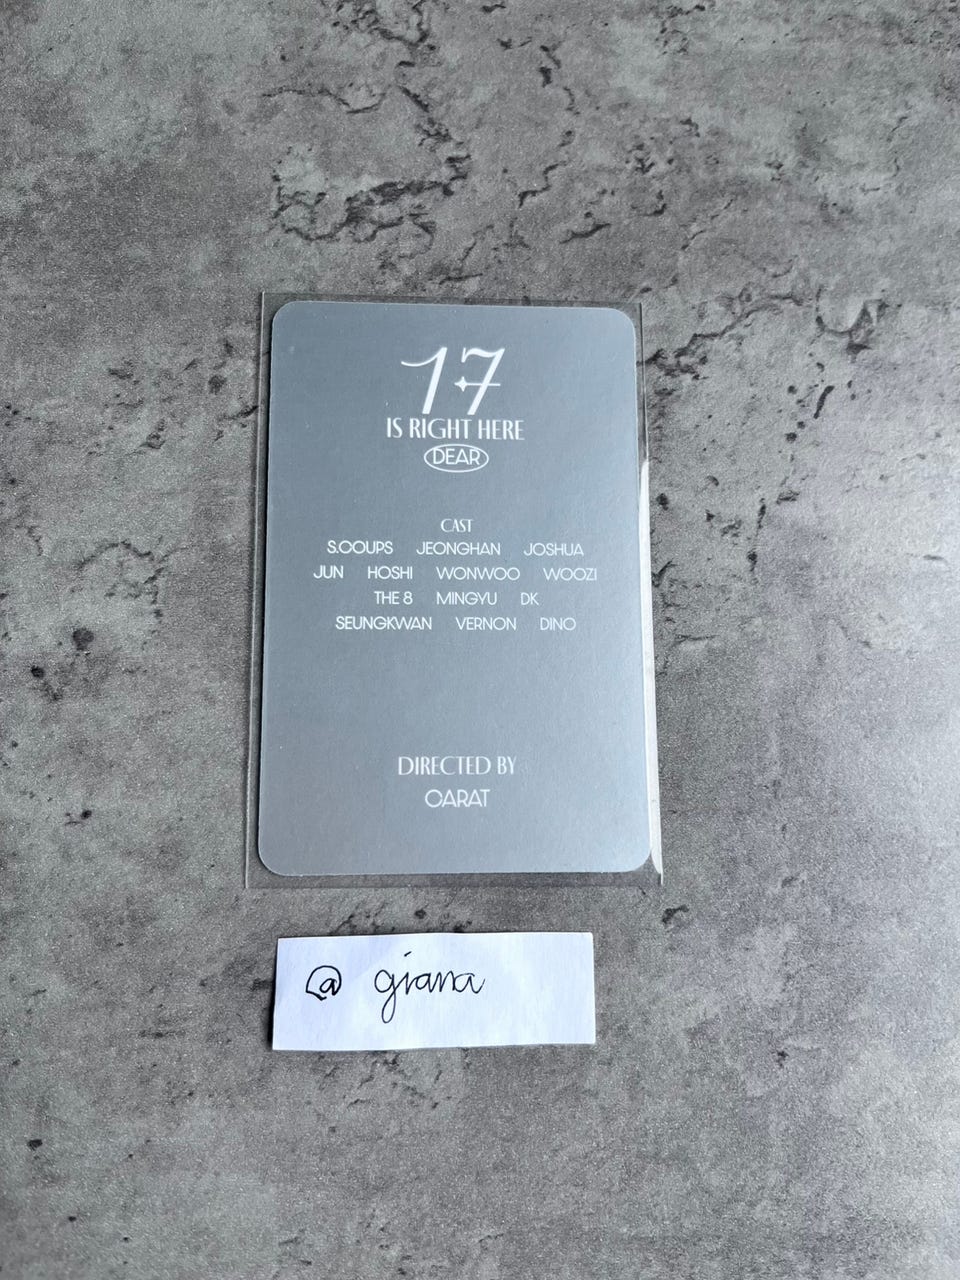 17
IS RIGHT HERE
DEAR
CAST
S.COUPS JEONGHAN JOSHUA
JUN HOSHI WONWOO WOOZI
THE 8 MINGYU DK
SEUNGKWAN VERNON DINO
DIRECTED BY
CARAT
@ giana